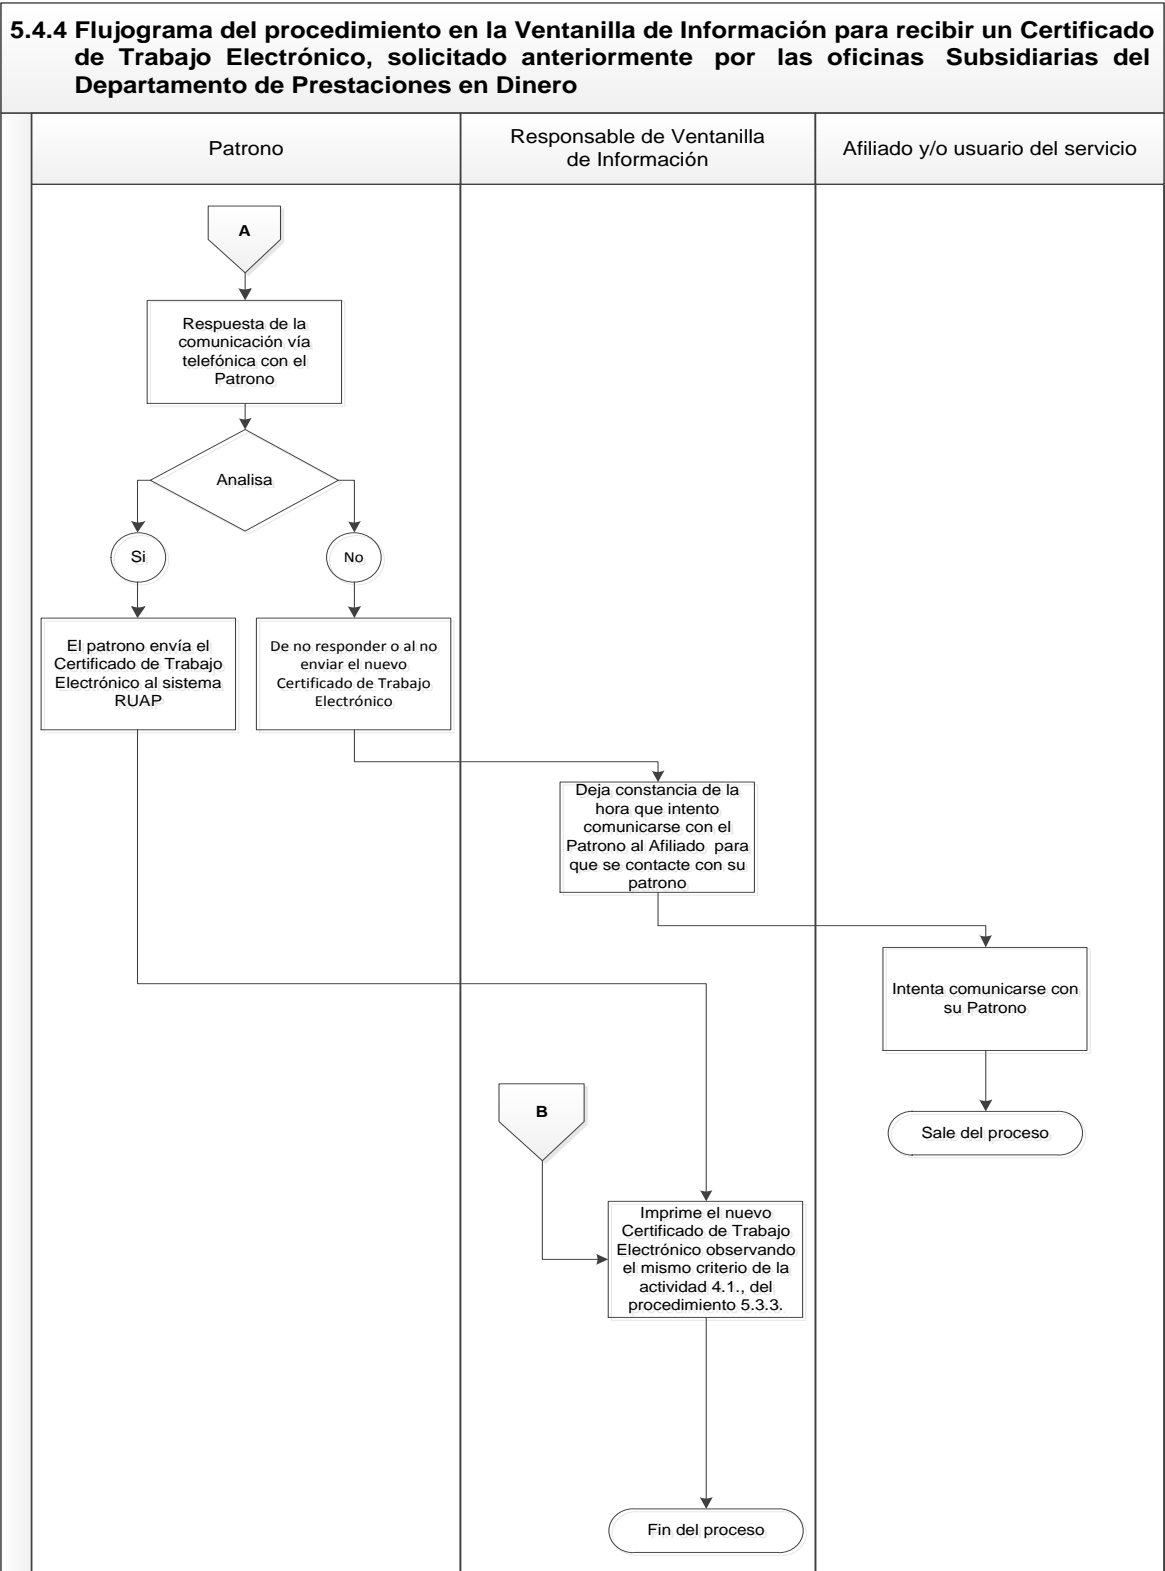 5.4.4 Flujograma del procedimiento en la Ventanilla de Información para recibir un Certificado
de Trabajo Electrónico, solicitado anteriormente por las oficinas Subsidiarias del
Departamento de Prestaciones en Dinero
Patrono
Responsable de Ventanilla
de Información
Afiliado y/o usuario del servicio
A
Respuesta de la
comunicación vía
telefónica con el
Patrono
Analisa
Si
No
El patrono envía el
Certificado de Trabajo
Electrónico al sistema
RUAP
De no responder o al no
enviar el nuevo
Certificado de Trabajo
Electrónico
Deja constancia de la
hora que intento
comunicarse con el
Patrono al Afiliado para
que se contacte con su
patrono
Intenta comunicarse con
su Patrono
B
Sale del proceso
Imprime el nuevo
Certificado de Trabajo
Electrónico observando
el mismo criterio de la
actividad 4.1., del
procedimiento 5.3.3.
Fin del proceso